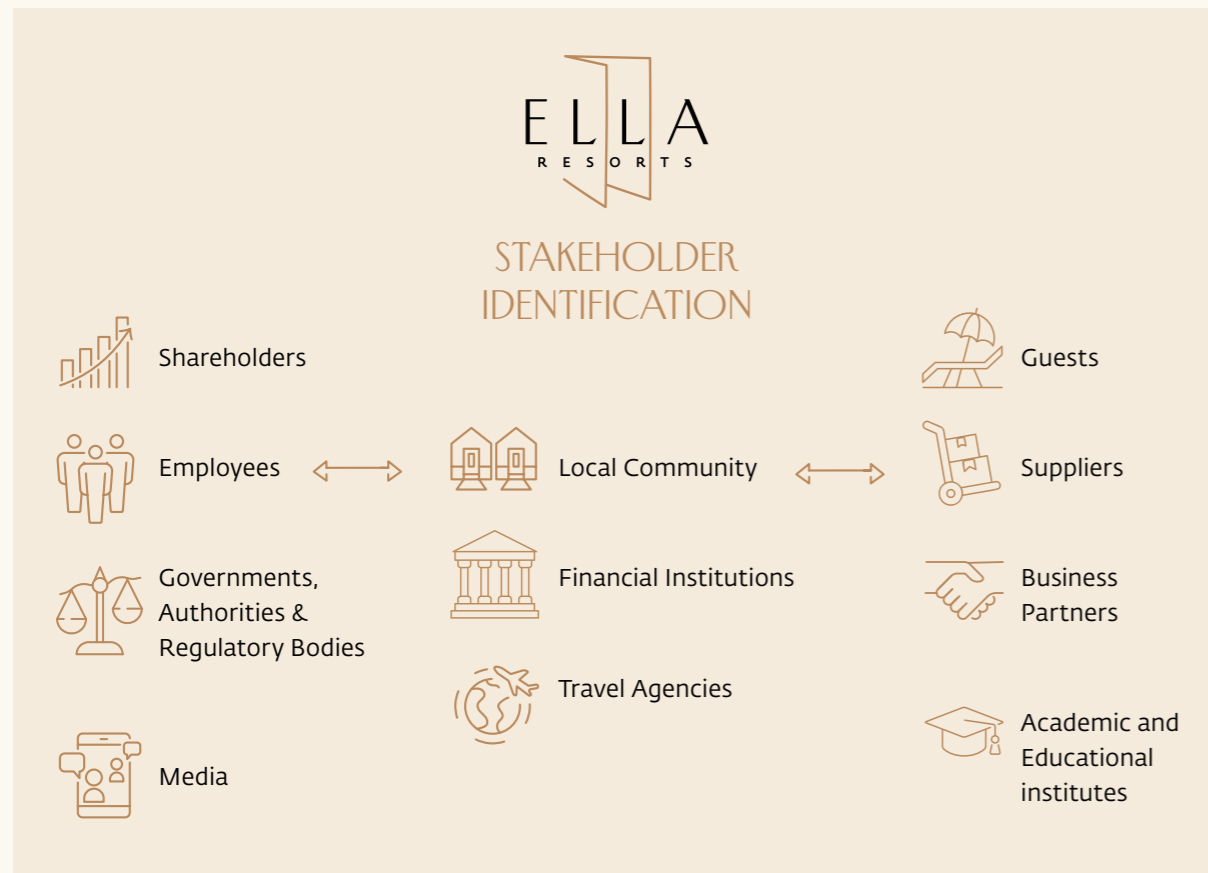 ELLA
RESORTS
STAKEHOLDER
IDENTIFICATION
Shareholders
Employees
Governments,
Authorities &
Regulatory Bodies
Media
Local Community
Financial Institutions
Travel Agencies
Guests
Suppliers
Business
Partners
Academic and
Educational
institutes